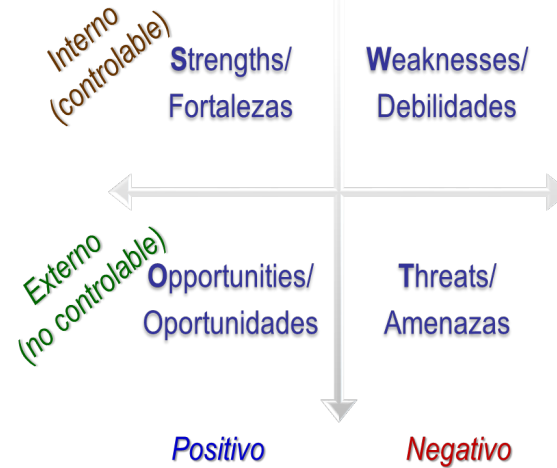 Interno
(controlable)
Strengths/
Fortalezas
Weaknesses/
Debilidades
Externo
(no controlable)
Opportunities/
Oportunidades
Threats/
Amenazas
Positivo
Negativo